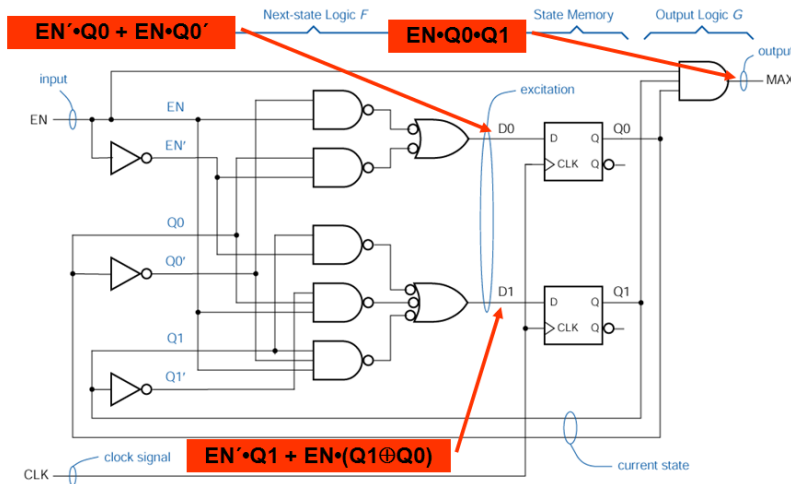 Next-state Logic F
State Memory
Output Logic G
EN´•Q0 + EN•Q0´
EN•Q0•Q1
input
output
EN
EN
MAX
excitation
EN'
D0
D
Q
Q0
CLK
Q
Q0
Q0'
D1
D
Q
Q1
CLK
Q
Q1
Q1'
EN´•Q1 + EN•(Q1⊕Q0)
clock signal
current state
CLK